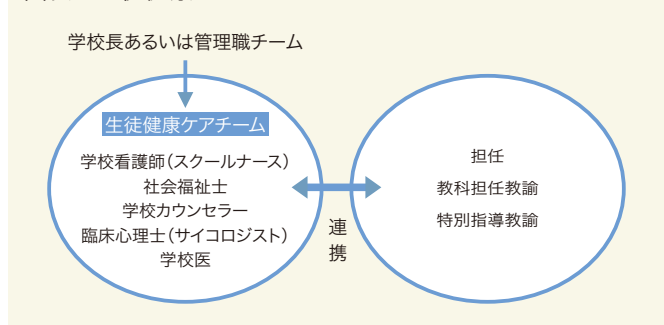 学校長あるいは管理職チーム
生徒健康ケアチーム
学校看護師(スクールナース)
社会福祉士
学校カウンセラー
臨床心理士(サイコロジスト)
学校医
連携
担任
教科担任教諭
特別指導教諭